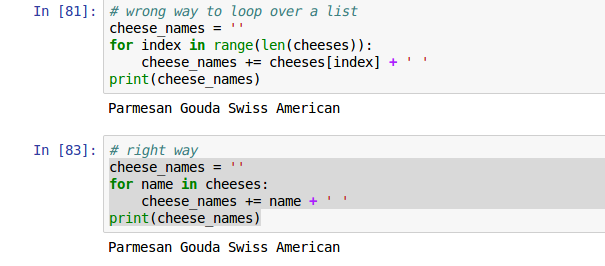 In [81]: # wrong way to loop over a list
cheese_names = ''
for index in range(len(cheeses)):
    cheese_names += cheeses[index] + ' '
print(cheese_names)
Parmesan Gouda Swiss American
In [83]: # right way
cheese_names = ''
for name in cheeses:
    cheese_names += name + ' '
print(cheese_names)
Parmesan Gouda Swiss American